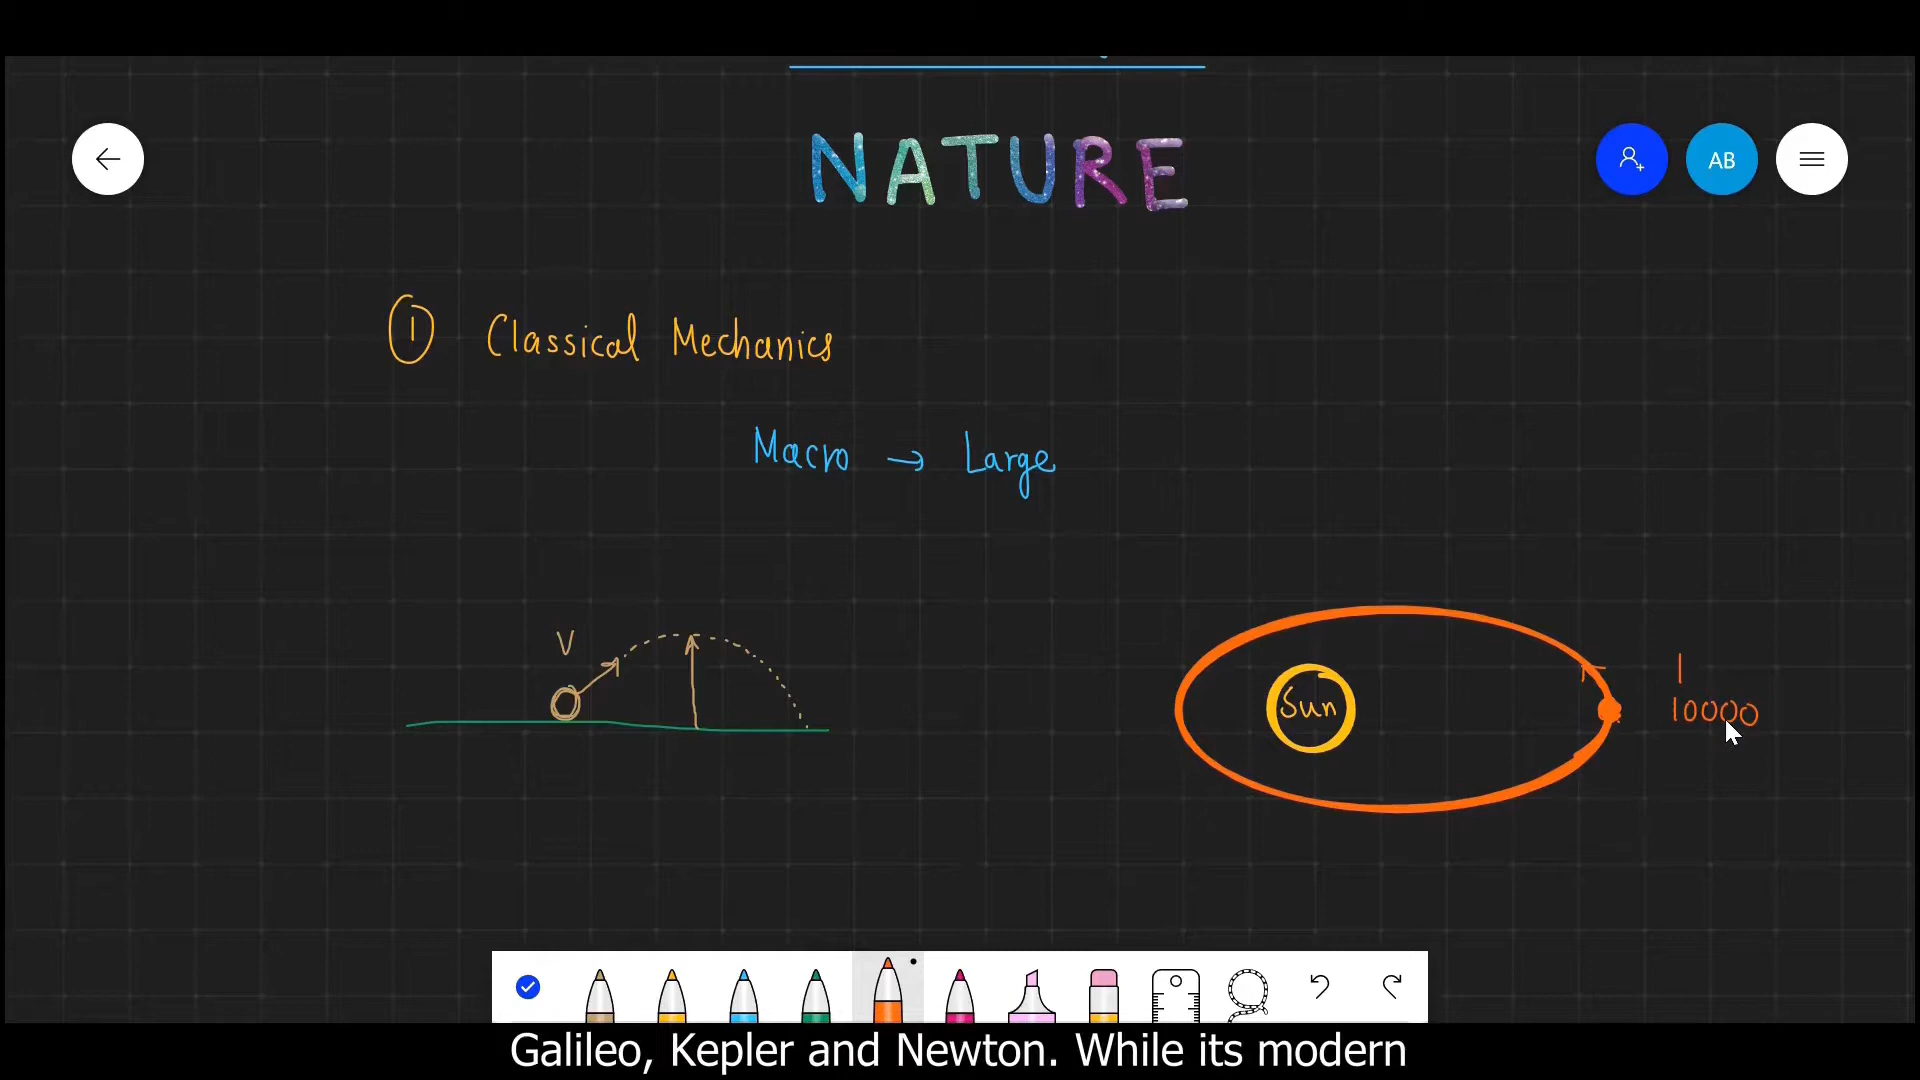 NATURE
AB
① Classical Mechanics
Macro → Large
V
Sun
1
10000
Galileo, Kepler and Newton. While its modern